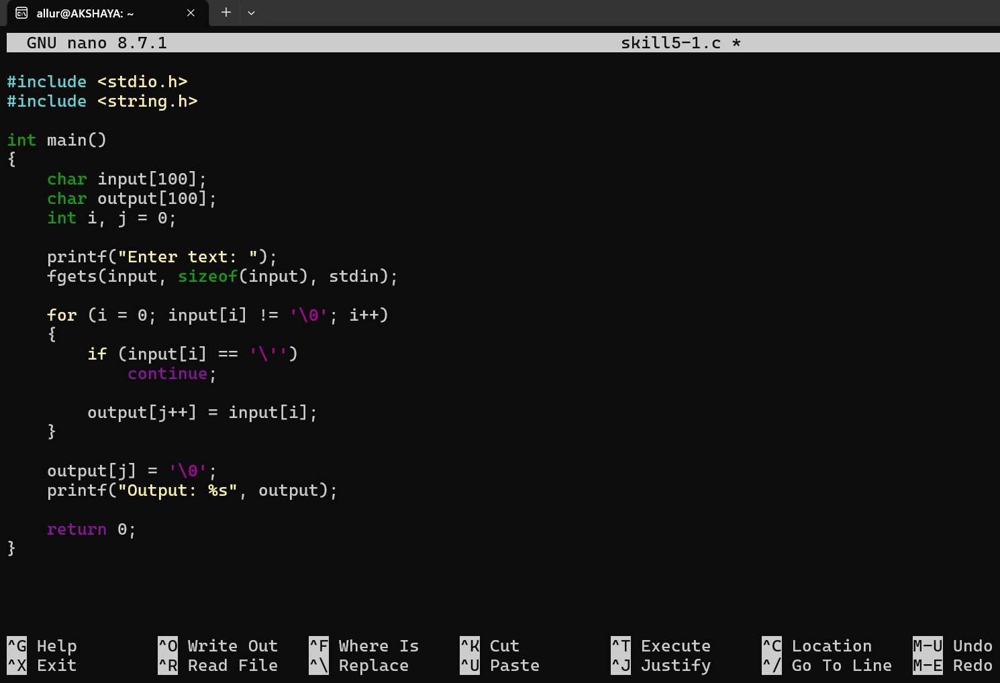 allur@AKSHAYA: ~
GNU nano 8.7.1 skill5-1.c *
#include <stdio.h>
#include <string.h>
int main()
{
    char input[100];
    char output[100];
    int i, j = 0;
    printf("Enter text: ");
    fgets(input, sizeof(input), stdin);
    for (i = 0; input[i] != '\0'; i++)
    {
        if (input[i] == '\'')
            continue;
        output[j++] = input[i];
    }
    output[j] = '\0';
    printf("Output: %s", output);
    return 0;
}
^G Help ^O Write Out ^F Where Is ^K Cut ^T Execute ^C Location M-U Undo
^X Exit ^R Read File ^\ Replace ^U Paste ^J Justify ^/ Go To Line M-E Redo